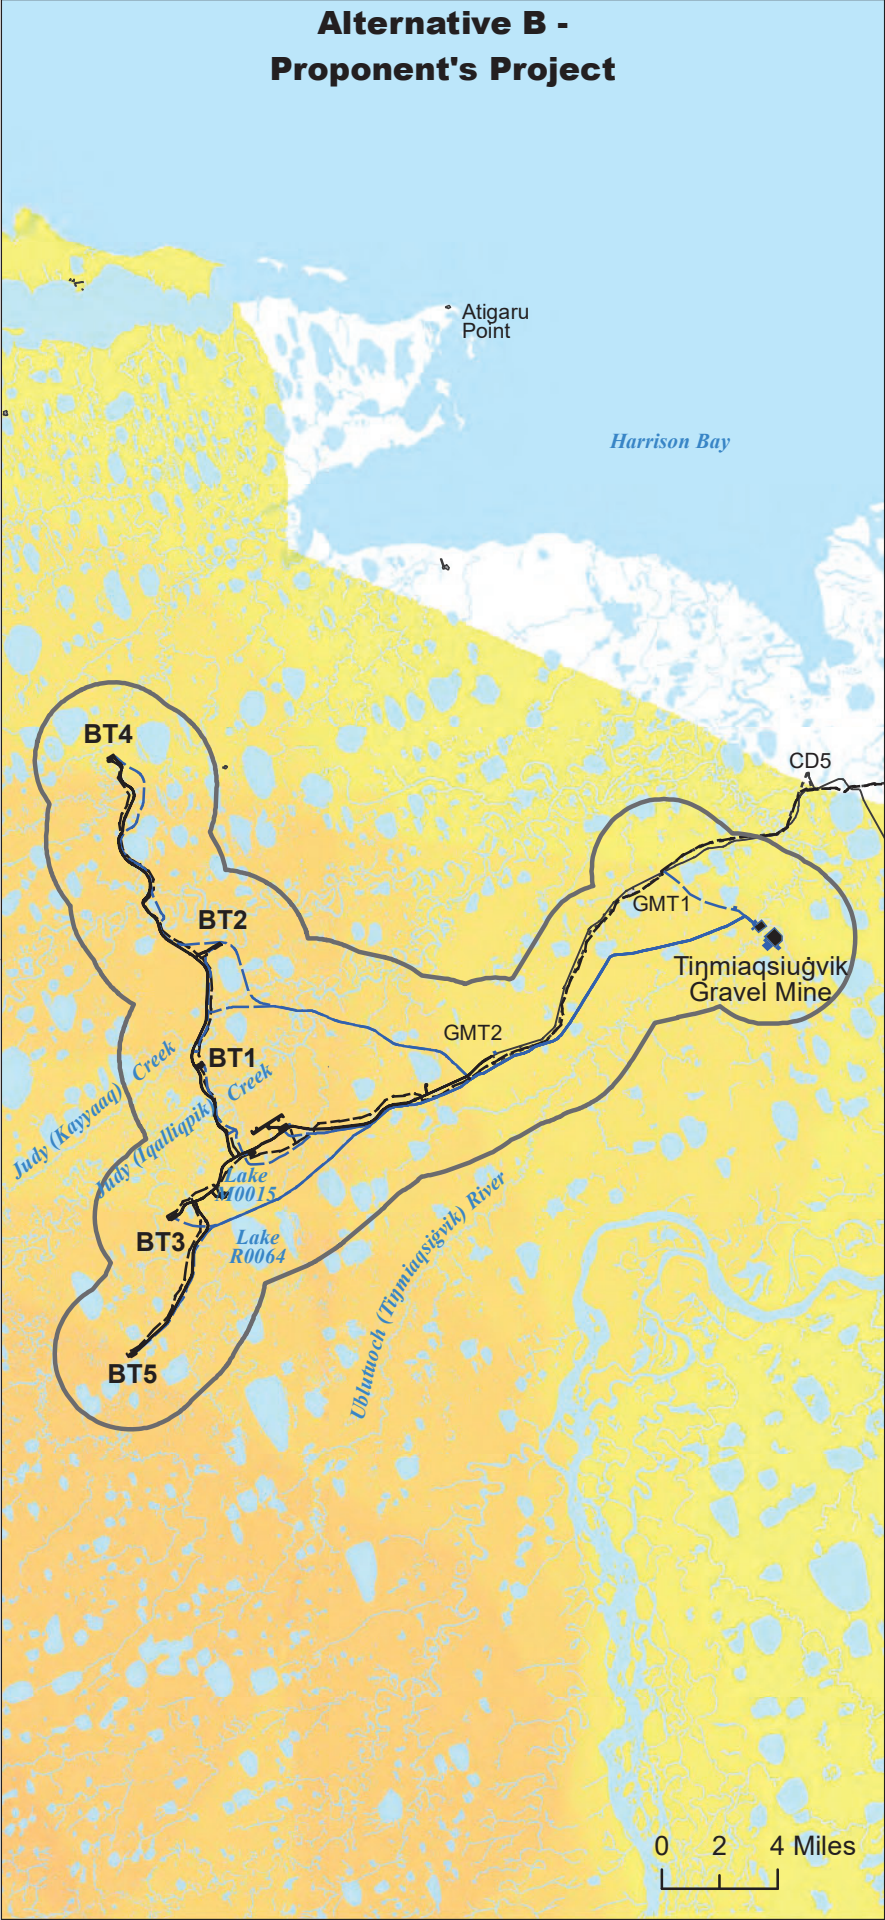 Alternative B -
Proponent's Project
Atigaru
Point
Harrison Bay
BT4
CD5
GMT1
BT2
Tiŋmiaqsiuġvik
Gravel Mine
GMT2
BT1
Judy (Kayyaaq) Creek
Judy (Iqalliqpik) Creek
Lake
M0015
BT3
Lake
R0064
Ublutuoch (Tiŋmiaqsiġvik) River
BT5
0 2 4 Miles